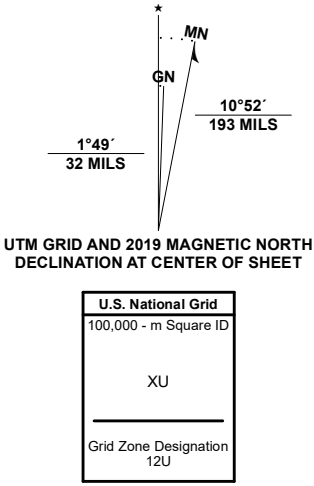 ★
MN
GN
10°52´
193 MILS
1°49´
32 MILS
UTM GRID AND 2019 MAGNETIC NORTH
DECLINATION AT CENTER OF SHEET
U.S. National Grid
100,000 - m Square ID
XU
Grid Zone Designation
12U